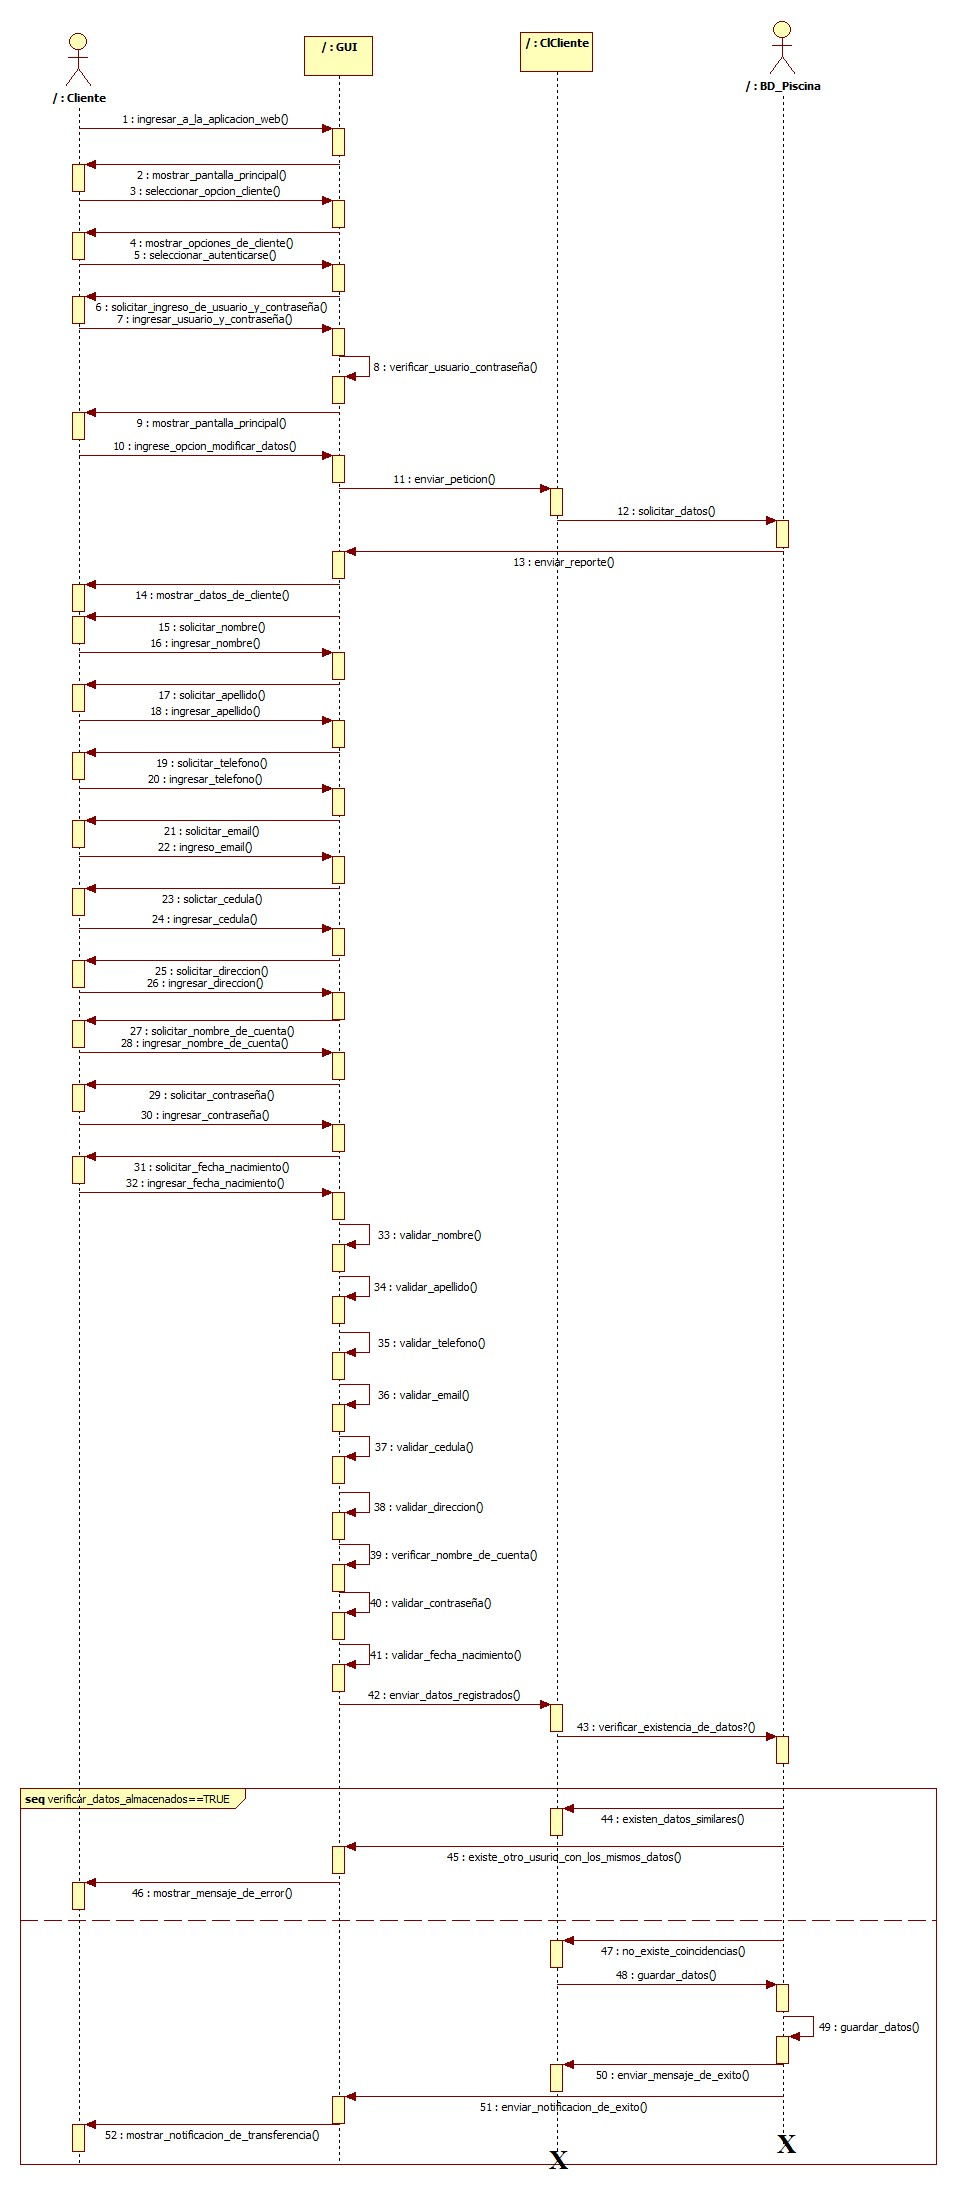 / : Cliente
/ : GUI
/ : ClCliente
/ : BD_Piscina
1 : ingresar_a_la_aplicacion_web()
2 : mostrar_pantalla_principal()
3 : seleccionar_opcion_cliente()
4 : mostrar_opciones_de_cliente()
5 : seleccionar_autenticarse()
6 : solicitar_ingreso_de_usuario_y_contraseña()
7 : ingresar_usuario_y_contraseña()
8 : verificar_usuario_contraseña()
9 : mostrar_pantalla_principal()
10 : ingrese_opcion_modificar_datos()
11 : enviar_peticion()
12 : solicitar_datos()
13 : enviar_reporte()
14 : mostrar_datos_de_cliente()
15 : solicitar_nombre()
16 : ingresar_nombre()
17 : solicitar_apellido()
18 : ingresar_apellido()
19 : solicitar_telefono()
20 : ingresar_telefono()
21 : solicitar_email()
22 : ingreso_email()
23 : solictar_cedula()
24 : ingresar_cedula()
25 : solicitar_direccion()
26 : ingresar_direccion()
27 : solicitar_nombre_de_cuenta()
28 : ingresar_nombre_de_cuenta()
29 : solicitar_contraseña()
30 : ingresar_contraseña()
31 : solicitar_fecha_nacimiento()
32 : ingresar_fecha_nacimiento()
33 : validar_nombre()
34 : validar_apellido()
35 : validar_telefono()
36 : validar_email()
37 : validar_cedula()
38 : validar_direccion()
39 : verificar_nombre_de_cuenta()
40 : validar_contraseña()
41 : validar_fecha_nacimiento()
42 : enviar_datos_registrados()
43 : verificar_existencia_de_datos?()
seq verificar_datos_almacenados==TRUE
44 : existen_datos_similares()
45 : existe_otro_usurio_con_los_mismos_datos()
46 : mostrar_mensaje_de_error()
47 : no_existe_coincidencias()
48 : guardar_datos()
49 : guardar_datos()
50 : enviar_mensaje_de_exito()
51 : enviar_notificacion_de_exito()
52 : mostrar_notificacion_de_transferencia()
X
X